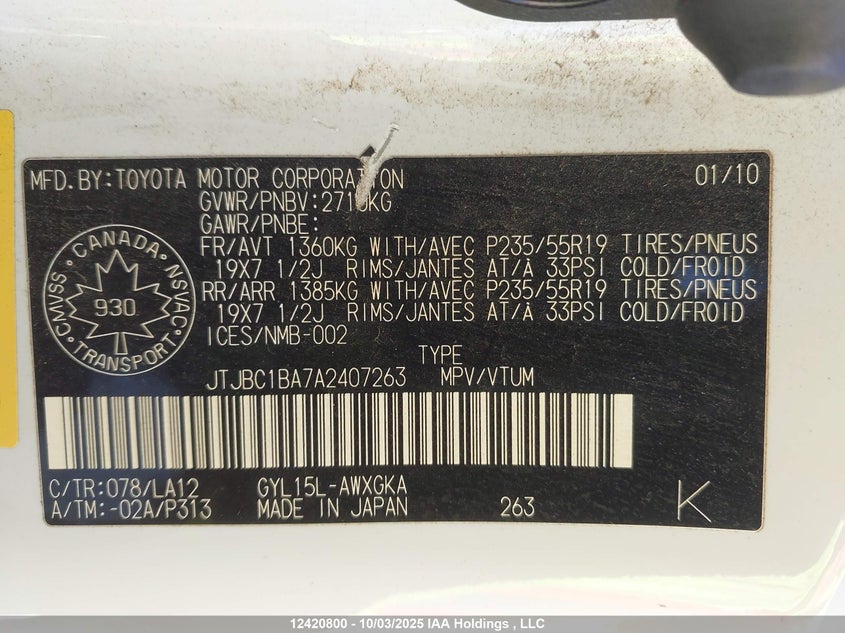 MFD.BY:TOYOTA MOTOR CORPORATION 01/10
GVWR/PNBV:2710KG
GAWR/PNBE:
FR/AVT 1360KG WITH/AVEC P235/55R19 TIRES/PNEUS
19X7 1/2J RIMS/JANTES AT/À 33PSI COLD/FROID
RR/ARR 1385KG WITH/AVEC P235/55R19 TIRES/PNEUS
19X7 1/2J RIMS/JANTES AT/À 33PSI COLD/FROID
ICES/NMB-002
CANADA
CMVSS
NSVAC
930
TRANSPORT
TYPE
JTJBC1BA7A2407263 MPV/VTUM
C/TR:078/LA12 GYL15L-AWXGKA
A/TM:-02A/P313 MADE IN JAPAN 263 K
12420800 - 10/03/2025 IAA Holdings , LLC